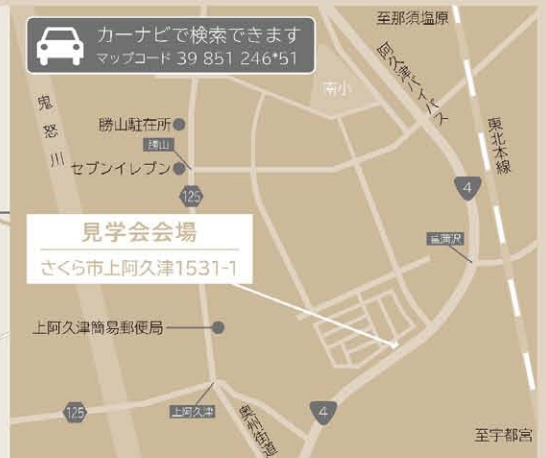 カーナビで検索できます
マップコード 39 851 246*51
至那須塩原
阿久津バイパス
南小
鬼怒川
勝山駐在所
勝山
セブンイレブン
125
東北本線
4
見学会会場
さくら市上阿久津1531-1
菖蒲沢
上阿久津簡易郵便局
125
上阿久津
奥州街道
4
至宇都宮